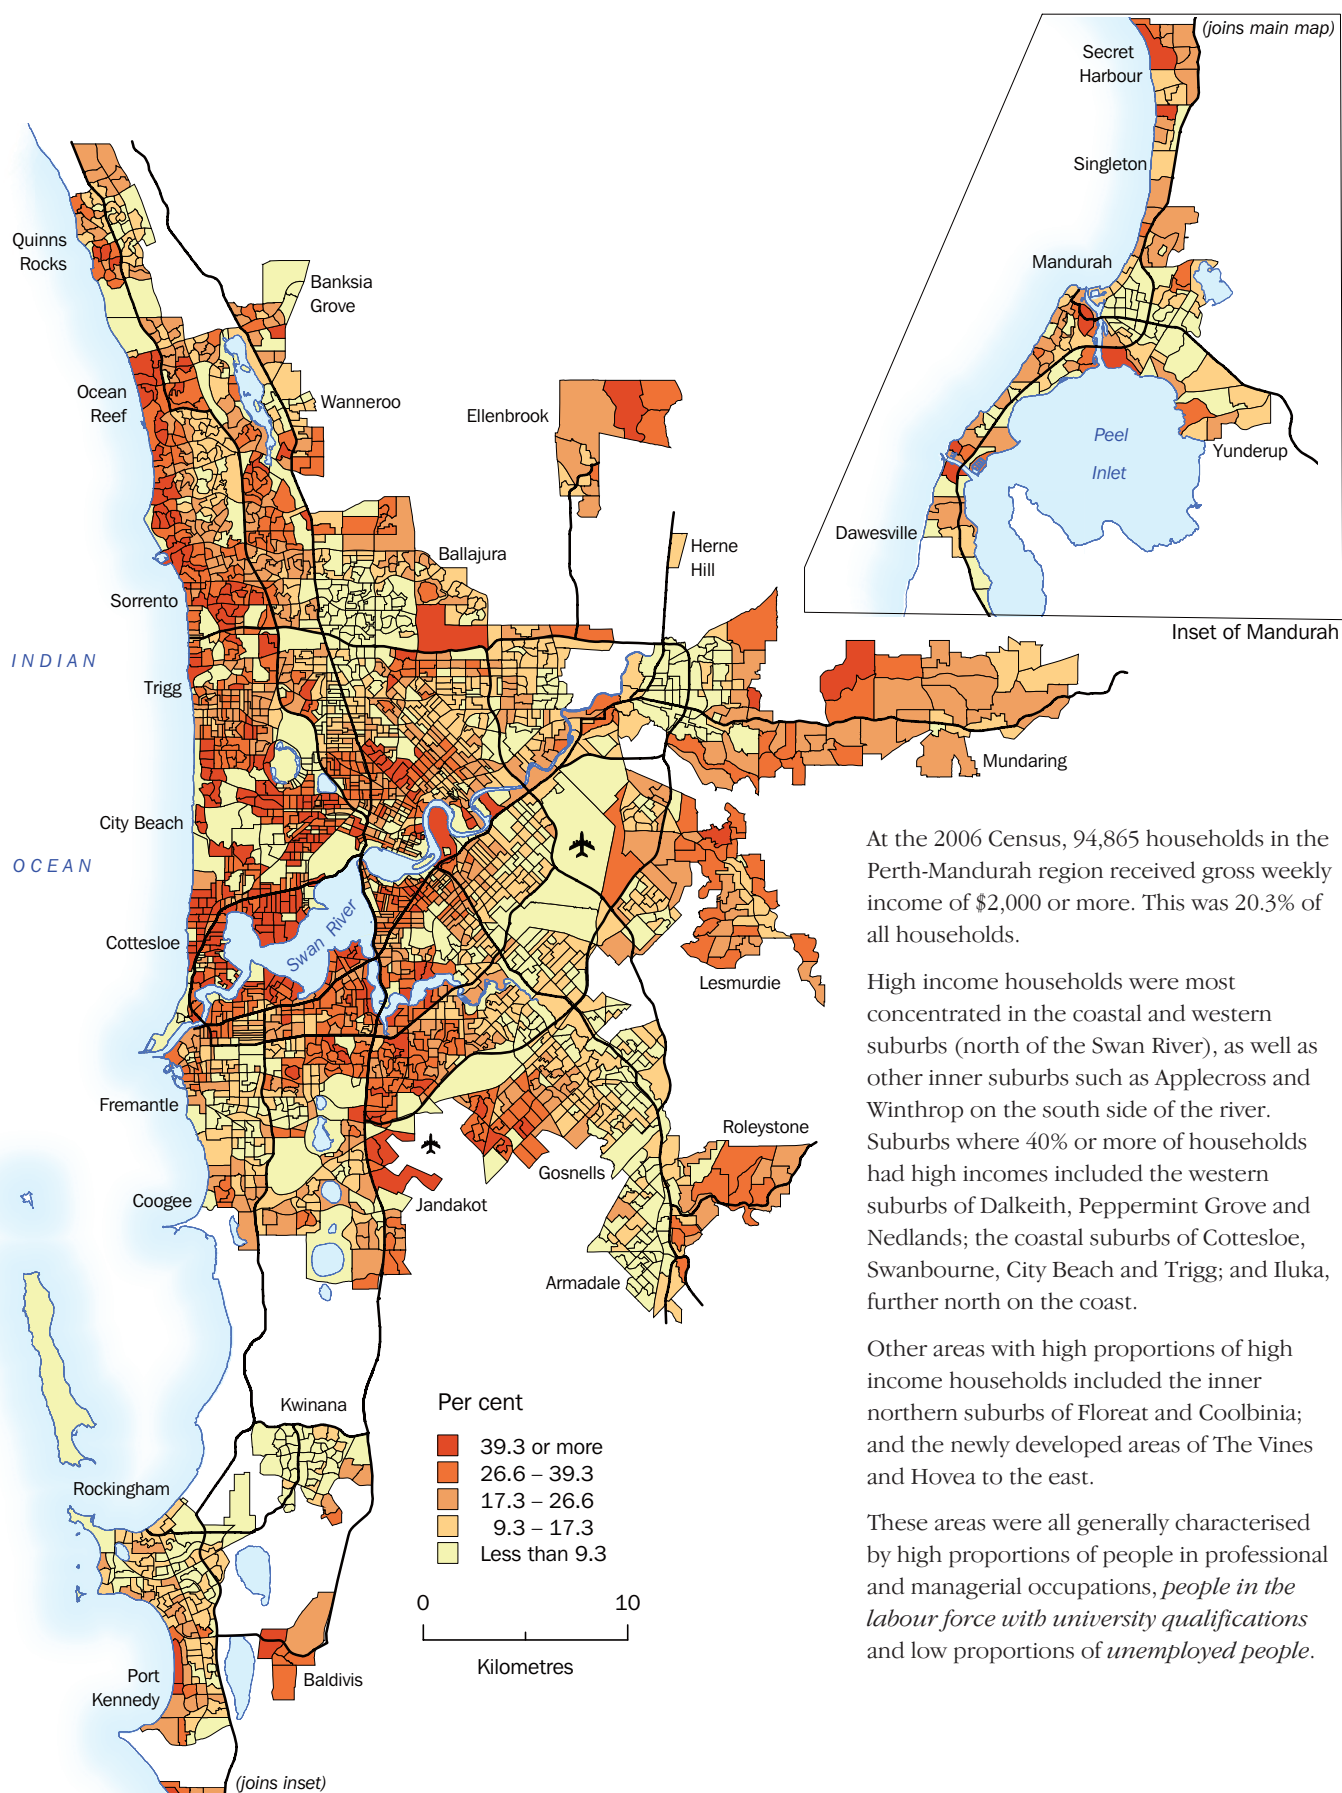 (joins main map)
Secret
Harbour
Singleton
Mandurah
Peel
Inlet
Yunderup
Dawesville
Inset of Mandurah
Quinns
Rocks
Banksia
Grove
Ocean
Reef
Wanneroo
Ellenbrook
Ballajura
Herne
Hill
Sorrento
INDIAN
Trigg
Mundaring
City Beach
OCEAN
Cottesloe
Swan River
Lesmurdie
Fremantle
Roleystone
Gosnells
Coogee
Jandakot
Armadale
Kwinana
Rockingham
Port
Kennedy
Baldivis
(joins inset)
Per cent
39.3 or more
26.6 – 39.3
17.3 – 26.6
9.3 – 17.3
Less than 9.3
0 10
Kilometres
At the 2006 Census, 94,865 households in the
Perth-Mandurah region received gross weekly
income of $2,000 or more. This was 20.3% of
all households.
High income households were most
concentrated in the coastal and western
suburbs (north of the Swan River), as well as
other inner suburbs such as Applecross and
Winthrop on the south side of the river.
Suburbs where 40% or more of households
had high incomes included the western
suburbs of Dalkeith, Peppermint Grove and
Nedlands; the coastal suburbs of Cottesloe,
Swanbourne, City Beach and Trigg; and Iluka,
further north on the coast.
Other areas with high proportions of high
income households included the inner
northern suburbs of Floreat and Coolbinia;
and the newly developed areas of The Vines
and Hovea to the east.
These areas were all generally characterised
by high proportions of people in professional
and managerial occupations, people in the
labour force with university qualifications
and low proportions of unemployed people.